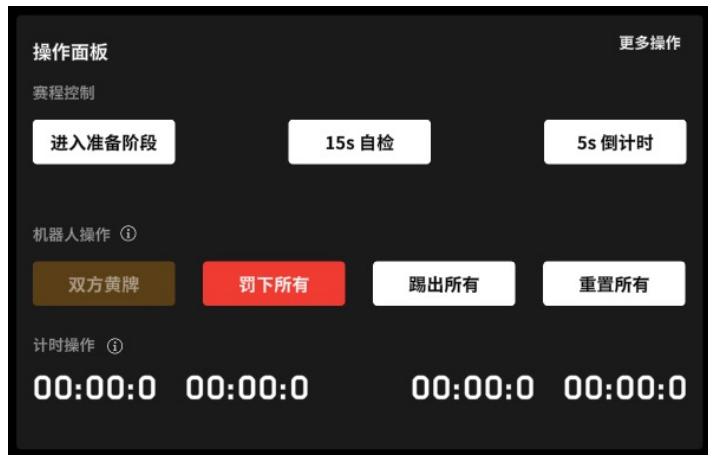 操作面板 更多操作
赛程控制
进入准备阶段 15s 自检 5s 倒计时
机器人操作
双方黄牌 罚下所有 踢出所有 重置所有
计时操作
00:00:0 00:00:0 00:00:0 00:00:0